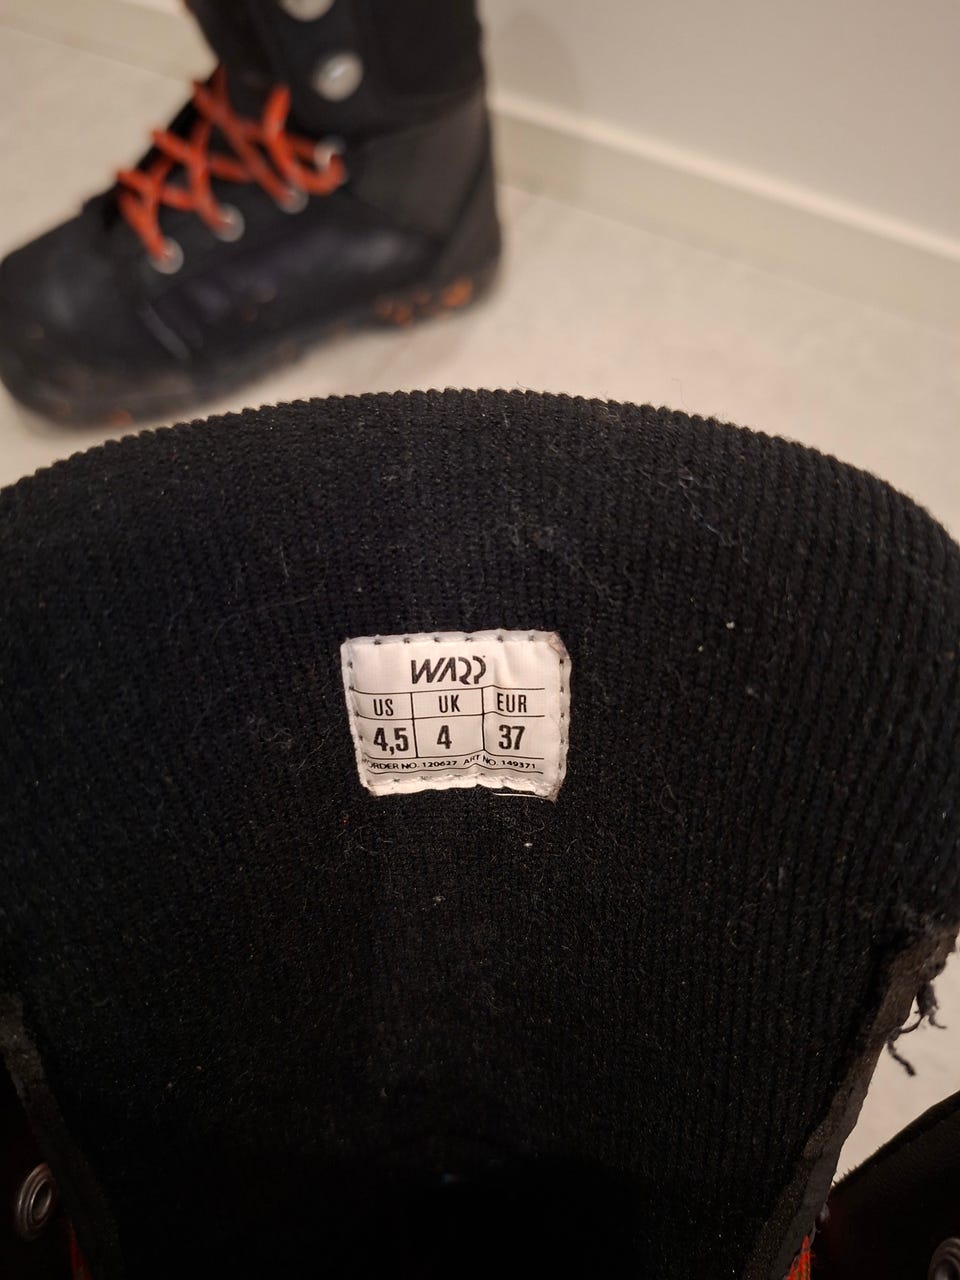 WARP
US UK EUR
4,5 4 37
ORDER NO. 120627 ART NO. 149371